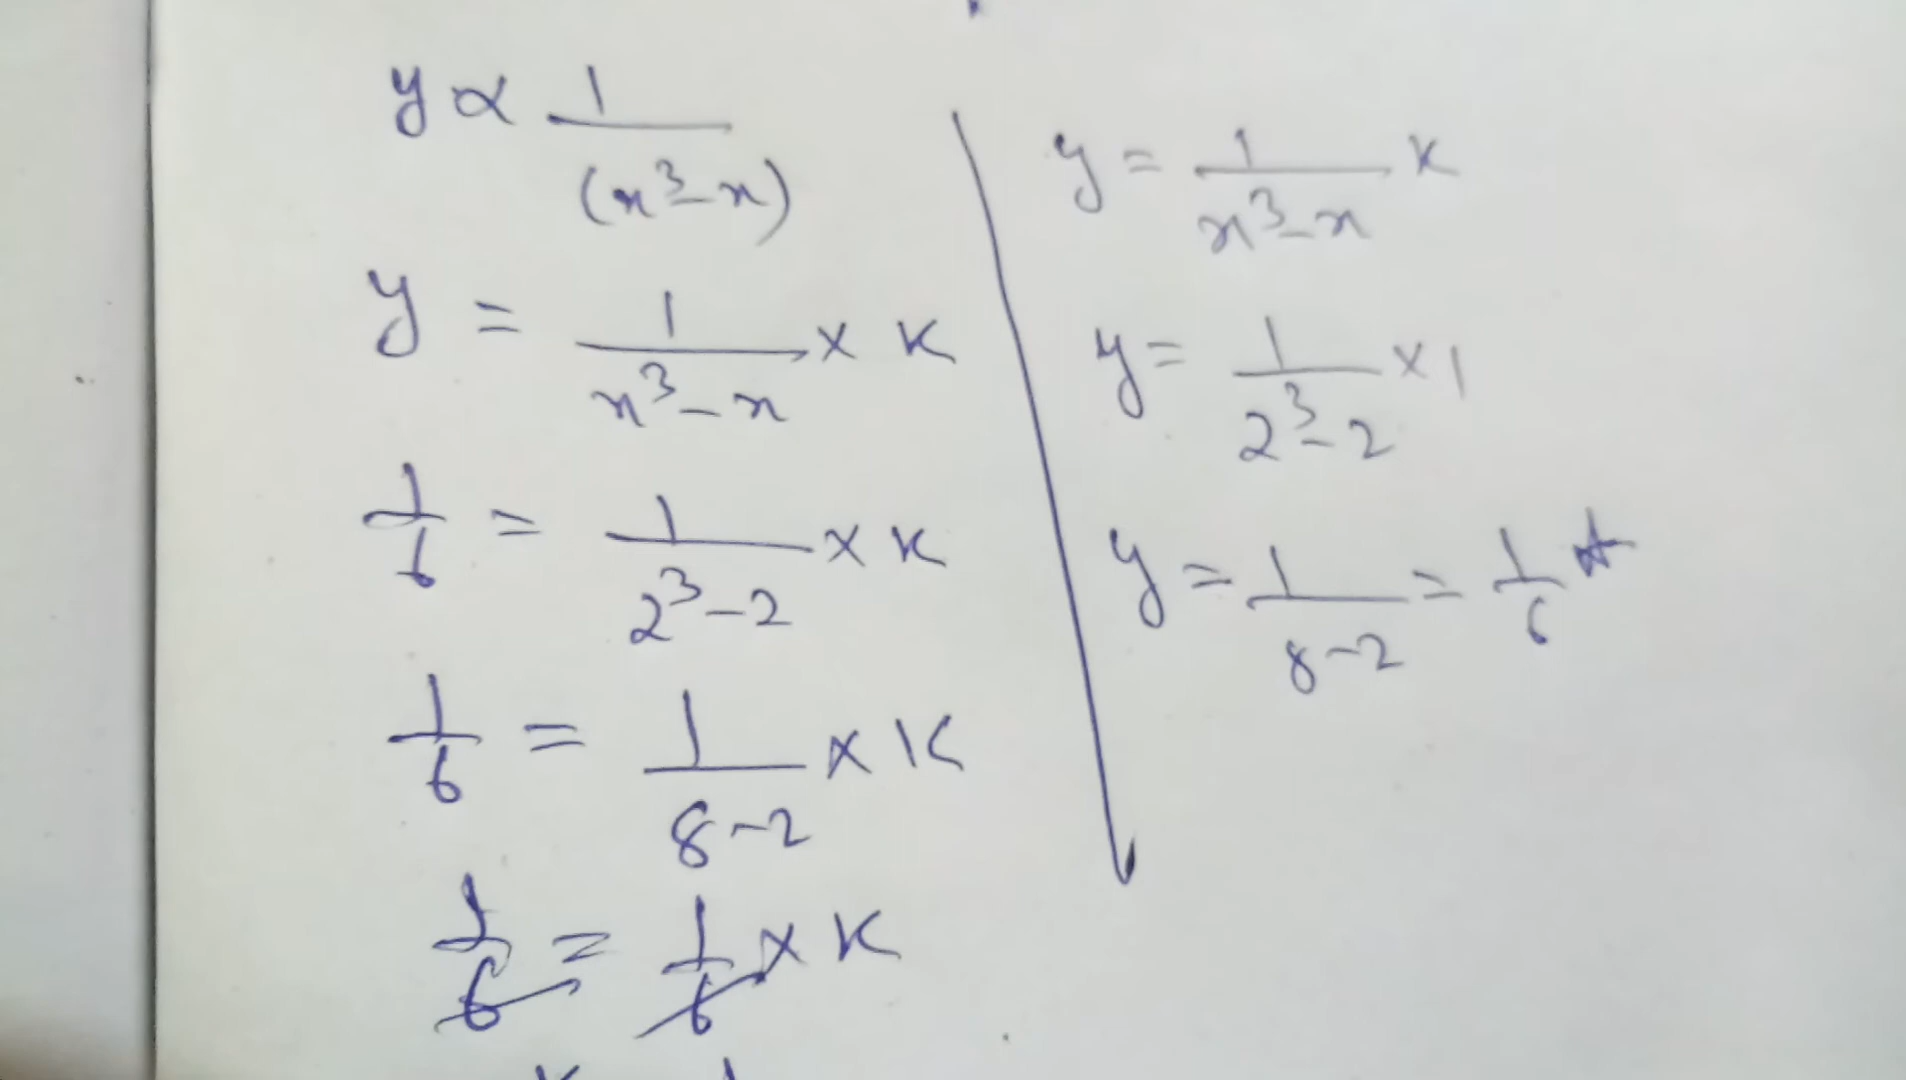 y ∝ 1/(x³-x)
y = 1/x³-x × K
1/6 = 1/2³-2 × K
1/6 = 1/8-2 × K
1/6 = 1/6 × K
y = 1/x³-x K
y = 1/2³-2 × 1
y = 1/8-2 = 1/6